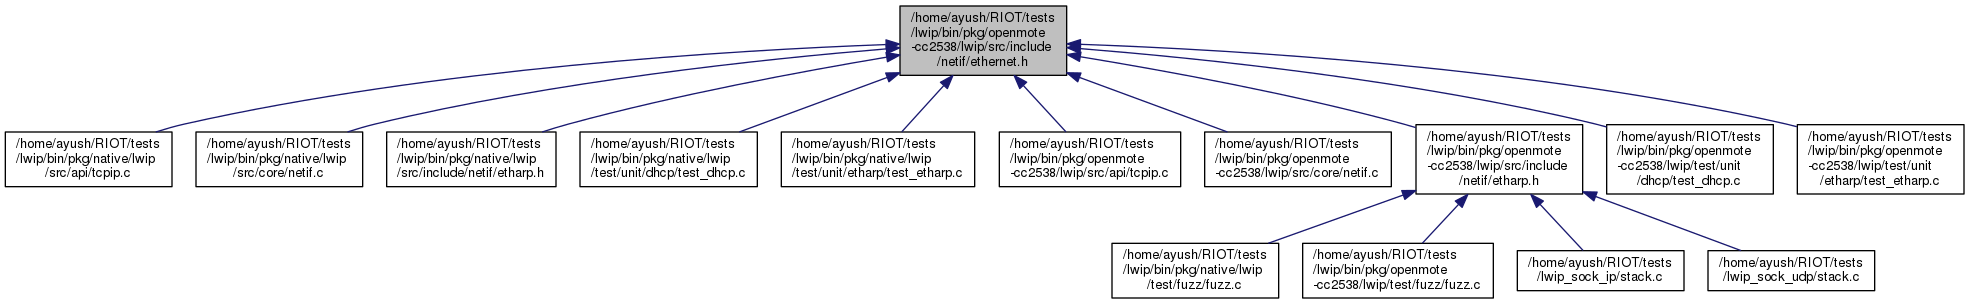 /home/ayush/RIOT/tests
/lwip/bin/pkg/openmote
-cc2538/lwip/src/include
/netif/ethernet.h
/home/ayush/RIOT/tests
/lwip/bin/pkg/native/lwip
/src/api/tcpip.c
/home/ayush/RIOT/tests
/lwip/bin/pkg/native/lwip
/src/core/netif.c
/home/ayush/RIOT/tests
/lwip/bin/pkg/native/lwip
/src/include/netif/etharp.h
/home/ayush/RIOT/tests
/lwip/bin/pkg/native/lwip
/test/unit/dhcp/test_dhcp.c
/home/ayush/RIOT/tests
/lwip/bin/pkg/native/lwip
/test/unit/etharp/test_etharp.c
/home/ayush/RIOT/tests
/lwip/bin/pkg/openmote
-cc2538/lwip/src/api/tcpip.c
/home/ayush/RIOT/tests
/lwip/bin/pkg/openmote
-cc2538/lwip/src/core/netif.c
/home/ayush/RIOT/tests
/lwip/bin/pkg/openmote
-cc2538/lwip/src/include
/netif/etharp.h
/home/ayush/RIOT/tests
/lwip/bin/pkg/openmote
-cc2538/lwip/test/unit
/dhcp/test_dhcp.c
/home/ayush/RIOT/tests
/lwip/bin/pkg/openmote
-cc2538/lwip/test/unit
/etharp/test_etharp.c
/home/ayush/RIOT/tests
/lwip/bin/pkg/native/lwip
/test/fuzz/fuzz.c
/home/ayush/RIOT/tests
/lwip/bin/pkg/openmote
-cc2538/lwip/test/fuzz/fuzz.c
/home/ayush/RIOT/tests
/lwip_sock_ip/stack.c
/home/ayush/RIOT/tests
/lwip_sock_udp/stack.c